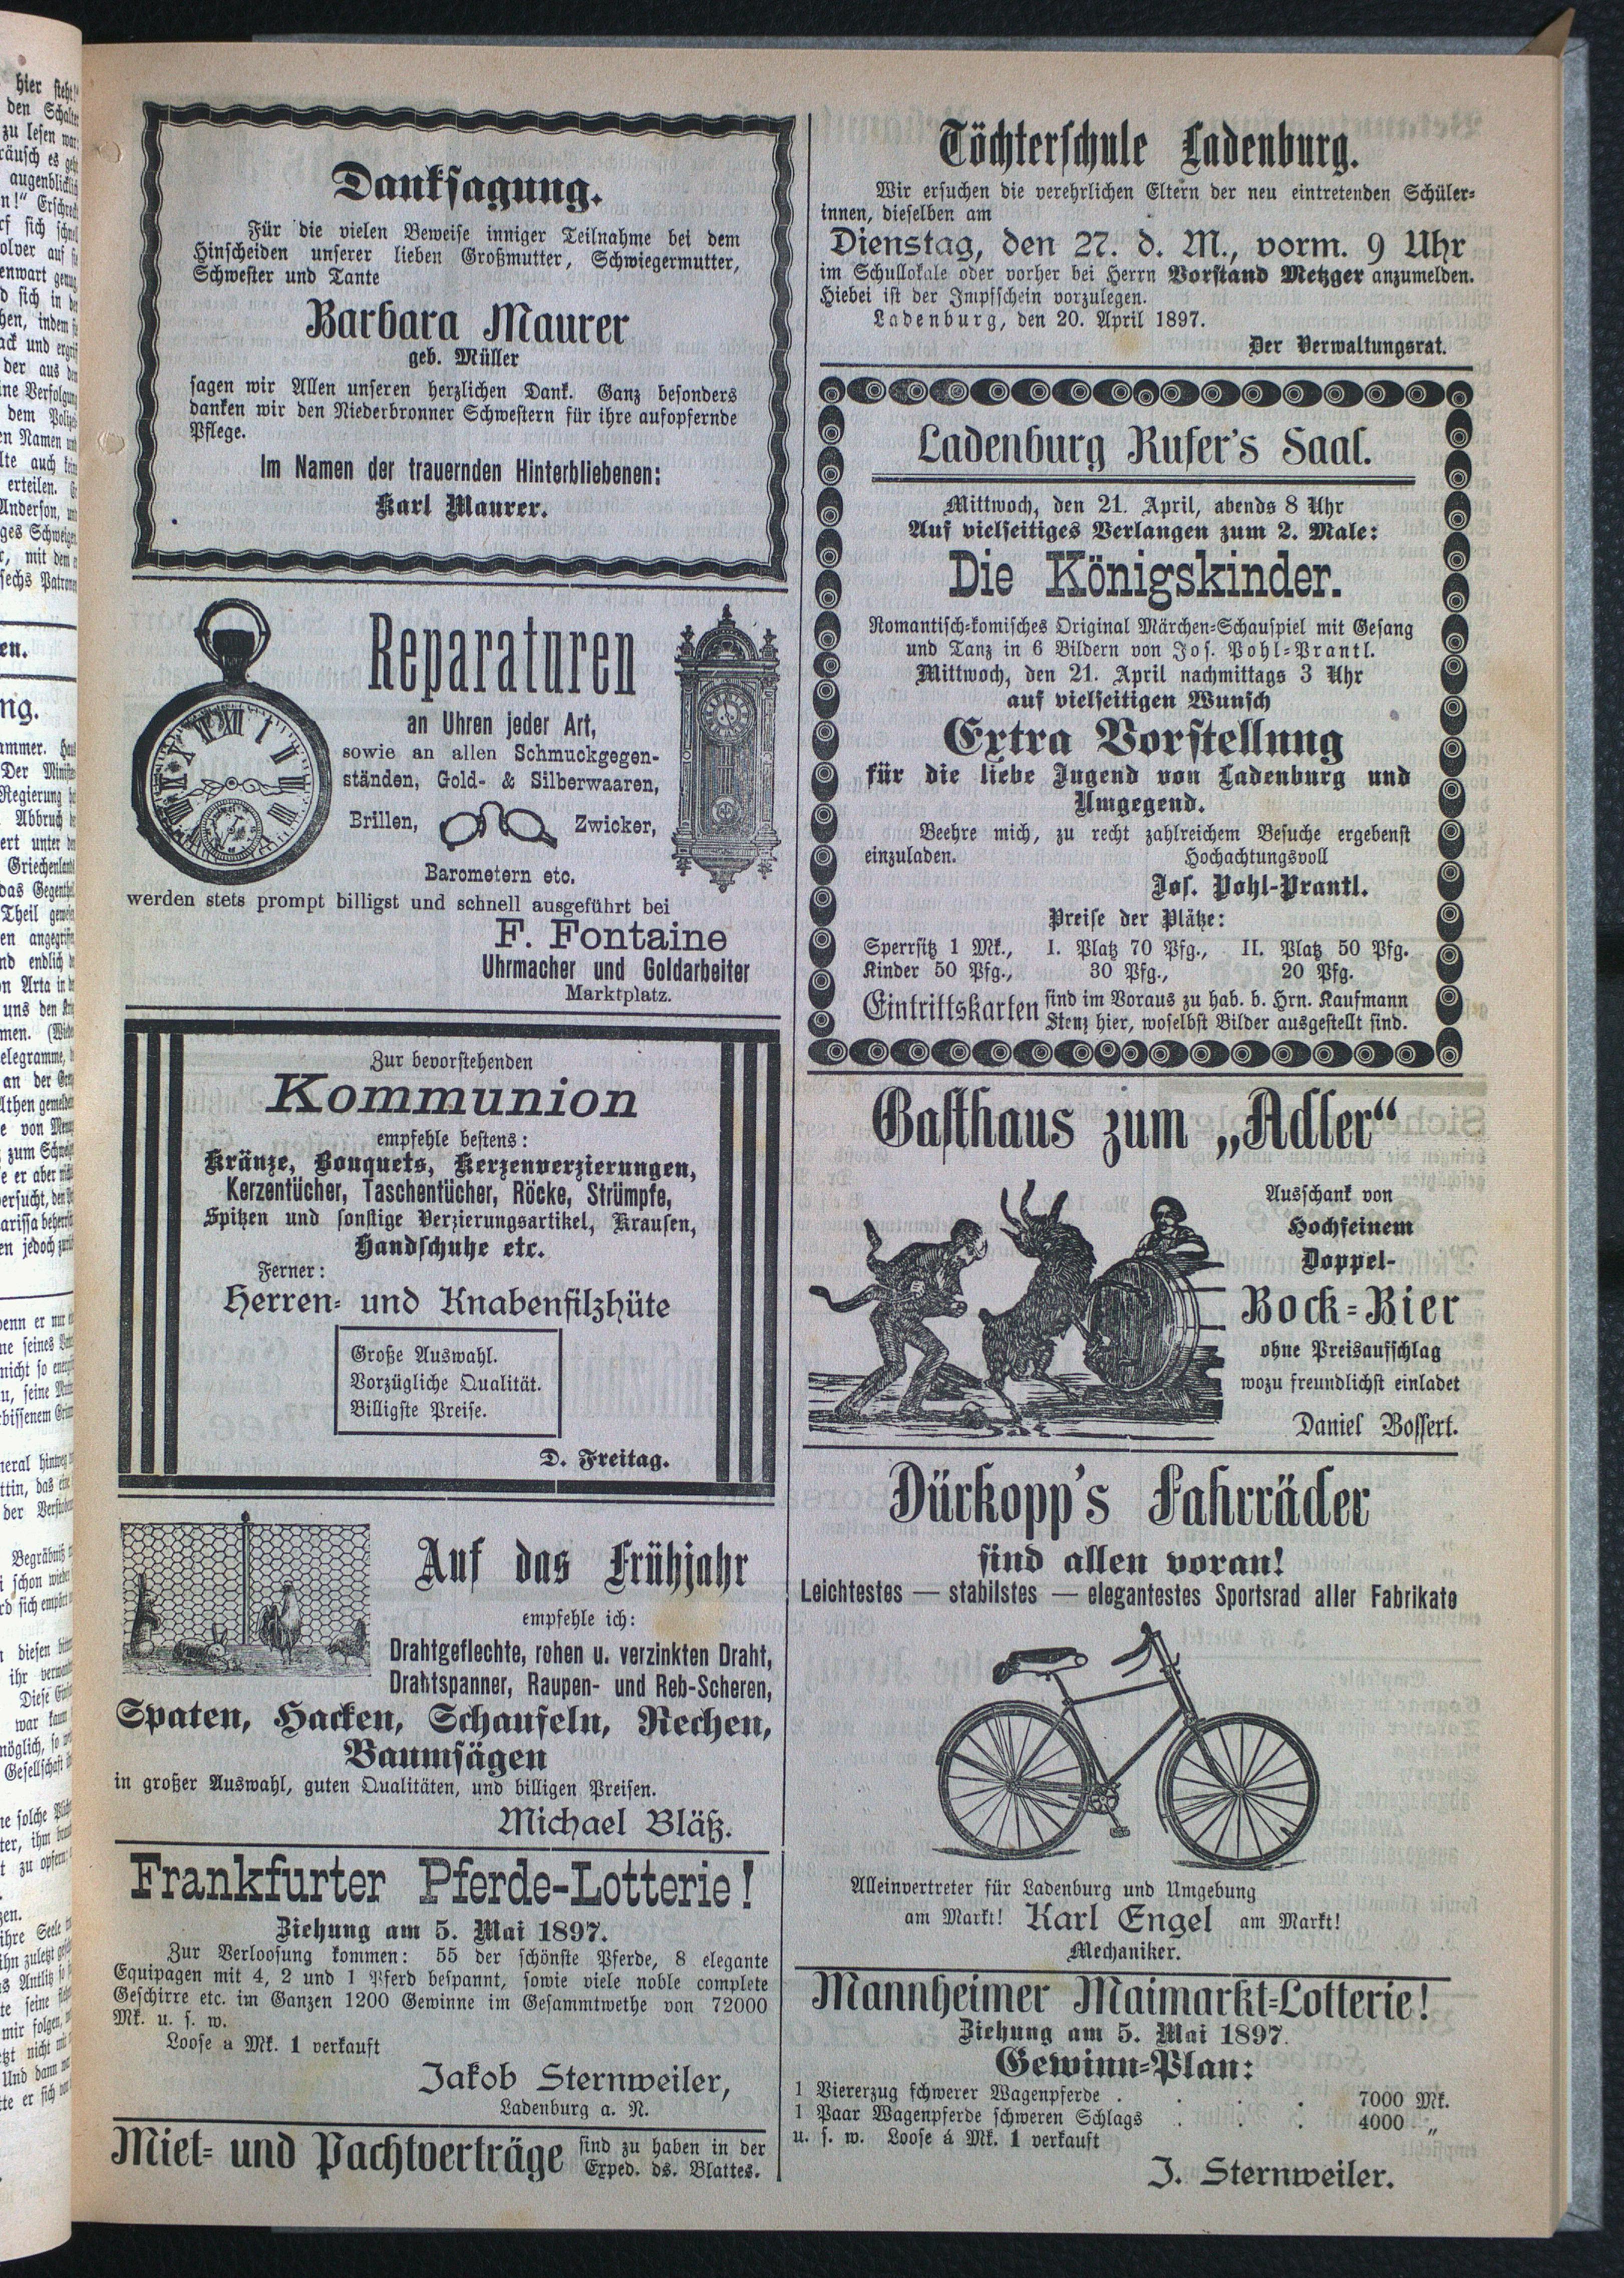 Danksagung.
Für die vielen Beweise inniger Teilnahme bei dem
Hinscheiden unserer lieben Großmutter, Schwiegermutter,
Schwester und Tante
Barbara Maurer
geb. Müller
sagen wir Allen unseren herzlichen Dank. Ganz besonders
danken wir den Niederbronner Schwestern für ihre aufopfernde
Pflege.
Im Namen der trauernden Hinterbliebenen:
Karl Maurer.
Reparaturen
an Uhren jeder Art,
sowie an allen Schmuckgegen-
ständen, Gold- & Silberwaaren,
Brillen, Zwicker,
Barometern etc.
werden stets prompt billigst und schnell ausgeführt bei
F. Fontaine
Uhrmacher und Goldarbeiter
Marktplatz.
Zur bevorstehenden
Kommunion
empfehle bestens:
Kränze, Bouquets, Kerzenverzierungen,
Kerzentücher, Taschentücher, Röcke, Strümpfe,
Spitzen und sonstige Verzierungsartikel, Krausen,
Handschuhe etc.
Ferner:
Herren- und Knabenfilzhüte
Große Auswahl.
Vorzügliche Qualität.
Billigste Preise.
D. Freitag.
Auf das Frühjahr
empfehle ich:
Drahtgeflechte, rohen u. verzinkten Draht,
Drahtspanner, Raupen- und Reb-Scheren,
Spaten, Hacken, Schaufeln, Rechen,
Baumsägen
in großer Auswahl, guten Qualitäten, und billigen Preisen.
Michael Bläß.
Frankfurter Pferde-Lotterie!
Ziehung am 5. Mai 1897.
Zur Verloosung kommen: 55 der schönste Pferde, 8 elegante
Equipagen mit 4, 2 und 1 Pferd bespannt, sowie viele noble complete
Geschirre etc. im Ganzen 1200 Gewinne im Gesammtwethe von 72000
Mk. u. s. w.
Loose a Mk. 1 verkauft
Jakob Sternweiler,
Ladenburg a. N.
Miet- und Pachtverträge sind zu haben in der
Exped. ds. Blattes.
Töchterschule Ladenburg.
Wir ersuchen die verehrlichen Eltern der neu eintretenden Schüler-
innen, dieselben am
Dienstag, den 27. d. M., vorm. 9 Uhr
im Schullokale oder vorher bei Herrn Vorstand Metzger anzumelden.
Hiebei ist der Impfschein vorzulegen.
Ladenburg, den 20. April 1897.
Der Verwaltungsrat.
Ladenburg Rufer's Saal.
Mittwoch, den 21. April, abends 8 Uhr
Auf vielseitiges Verlangen zum 2. Male:
Die Königskinder.
Romantisch-komisches Original Märchen-Schauspiel mit Gesang
und Tanz in 6 Bildern von Jos. Pohl-Prantl.
Mittwoch, den 21. April nachmittags 3 Uhr
auf vielseitigen Wunsch
Extra Vorstellung
für die liebe Jugend von Ladenburg und
Umgegend.
Beehre mich, zu recht zahlreichem Besuche ergebenst
einzuladen. Hochachtungsvoll
Jos. Pohl-Prantl.
Preise der Plätze:
Sperrsitz 1 Mk., I. Platz 70 Pfg., II. Platz 50 Pfg.
Kinder 50 Pfg., 30 Pfg., 20 Pfg.
Eintrittskarten sind im Voraus zu hab. b. Hrn. Kaufmann
Stenz hier, woselbst Bilder ausgestellt sind.
Gasthaus zum „Adler“
Ausschank von
Hochfeinem
Doppel-
Bock-Bier
ohne Preisaufschlag
wozu freundlichst einladet
Daniel Bossert.
Dürkopp's Fahrräder
sind allen voran!
Leichtestes — stabilstes — elegantestes Sportsrad aller Fabrikate
Alleinvertreter für Ladenburg und Umgebung
am Markt! Karl Engel am Markt!
Mechaniker.
Mannheimer Maimarkt-Lotterie!
Ziehung am 5. Mai 1897.
Gewinn-Plan:
1 Viererzug schwerer Wagenpferde . . . . 7000 Mk.
1 Paar Wagenpferde schweren Schlags . . . 4000 „
u. s. w. Loose á Mk. 1 verkauft
J. Sternweiler.